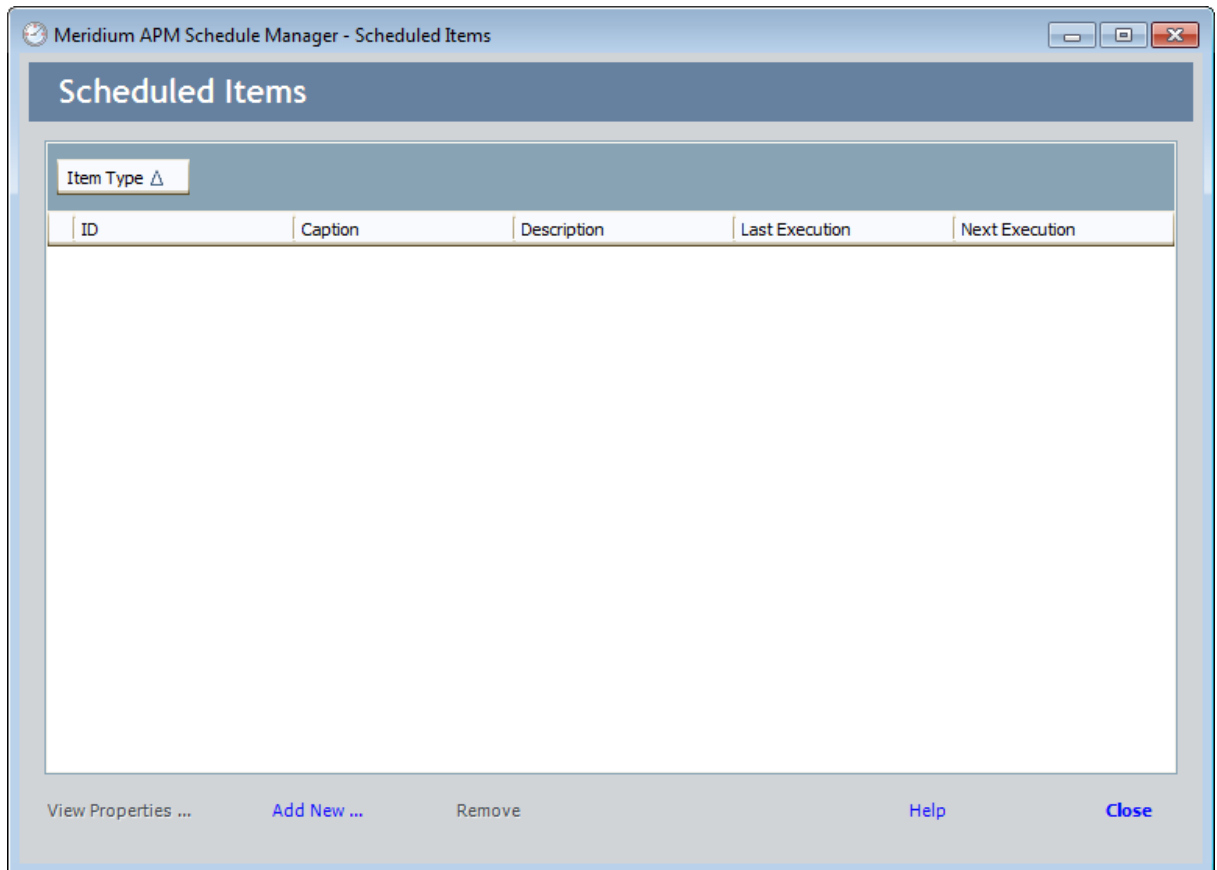 Meridium APM Schedule Manager - Scheduled Items
Scheduled Items
Item Type
ID Caption Description Last Execution Next Execution
View Properties ... Add New ... Remove Help Close